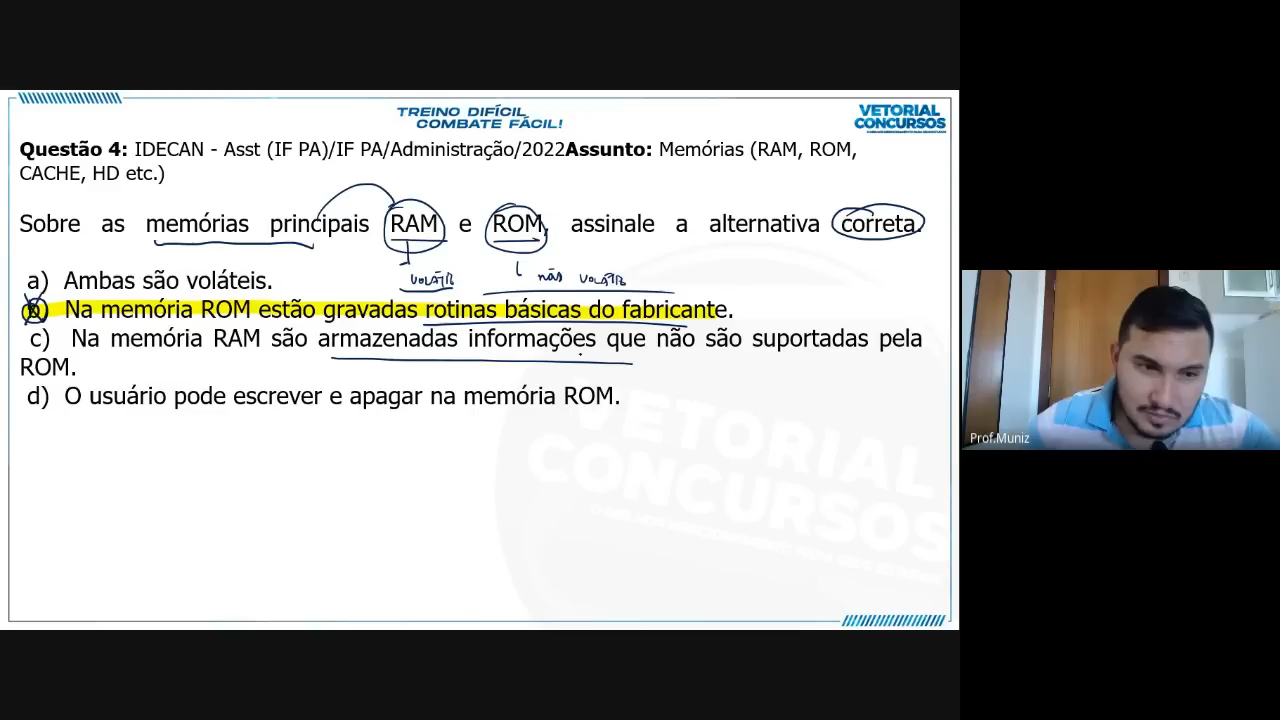 TREINO DIFÍCIL
COMBATE FÁCIL!
VETORIAL
CONCURSOS
Questão 4: IDECAN - Asst (IF PA)/IF PA/Administração/2022Assunto: Memórias (RAM, ROM,
CACHE, HD etc.)
Sobre as memórias principais RAM e ROM, assinale a alternativa correta.
VOLÁTIL
não VOLÁTIL
a) Ambas são voláteis.
b) Na memória ROM estão gravadas rotinas básicas do fabricante.
c) Na memória RAM são armazenadas informações que não são suportadas pela
ROM.
d) O usuário pode escrever e apagar na memória ROM.
VETORIAL
CONCURSOS
Prof.Muniz